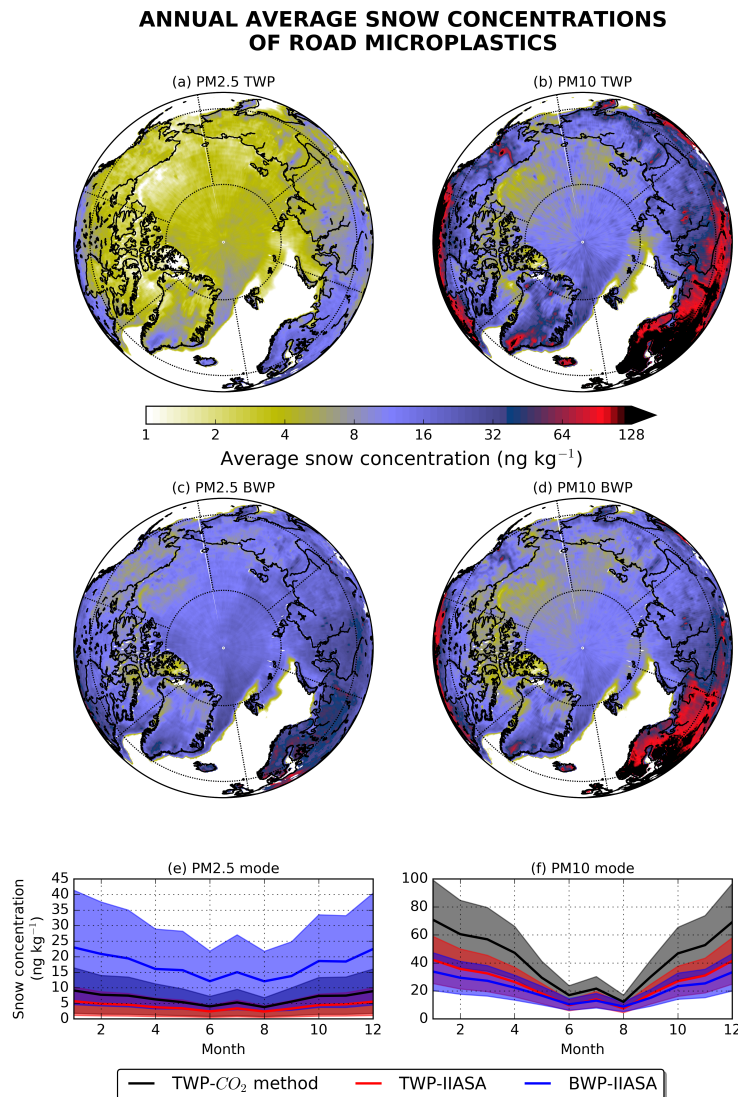 ANNUAL AVERAGE SNOW CONCENTRATIONS
OF ROAD MICROPLASTICS
(a) PM2.5 TWP
(b) PM10 TWP
1 2 4 8 16 32 64 128
Average snow concentration (ng kg⁻¹)
(c) PM2.5 BWP
(d) PM10 BWP
(e) PM2.5 mode
Snow concentration
(ng kg⁻¹)
45
40
35
30
25
20
15
10
5
0
2 4 6 8 10 12
Month
(f) PM10 mode
100
80
60
40
20
0
2 4 6 8 10 12
Month
TWP-CO₂ method TWP-IIASA BWP-IIASA